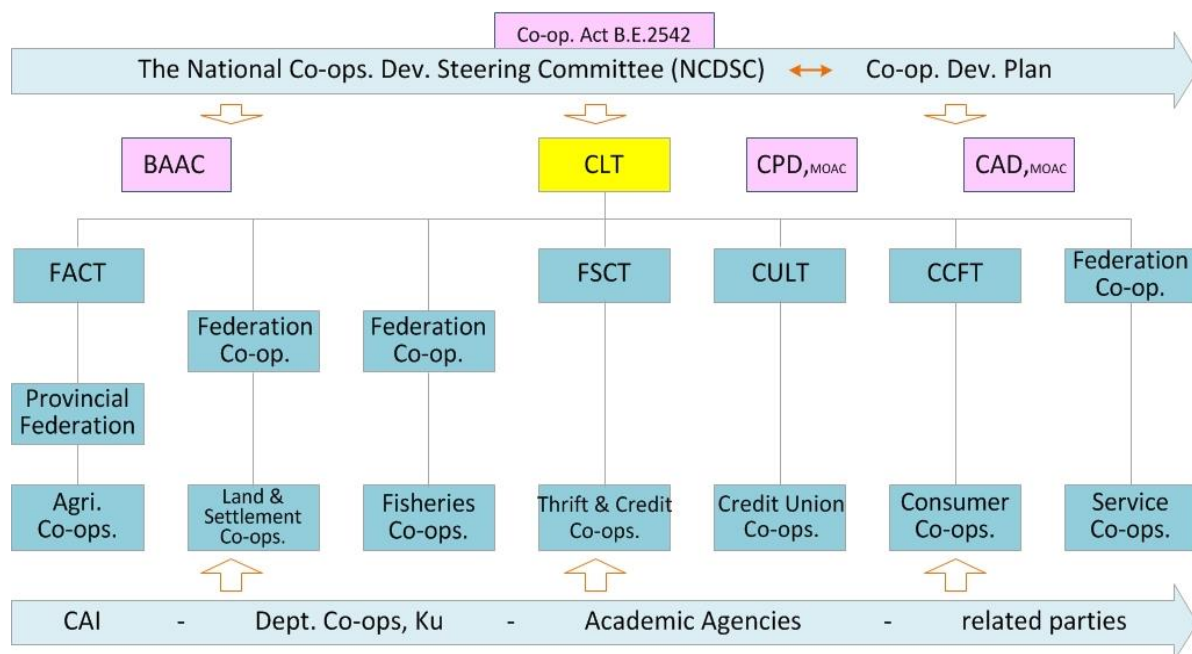 Co-op. Act B.E.2542
The National Co-ops. Dev. Steering Committee (NCDSC) ↔ Co-op. Dev. Plan
BAAC
CLT
CPD,MOAC
CAD,MOAC
FACT
FSCT
CULT
CCFT
Federation
Co-op.
Federation
Co-op.
Federation
Co-op.
Provincial
Federation
Agri.
Co-ops.
Land &
Settlement
Co-ops.
Fisheries
Co-ops.
Thrift & Credit
Co-ops.
Credit Union
Co-ops.
Consumer
Co-ops.
Service
Co-ops.
CAI - Dept. Co-ops, Ku - Academic Agencies - related parties